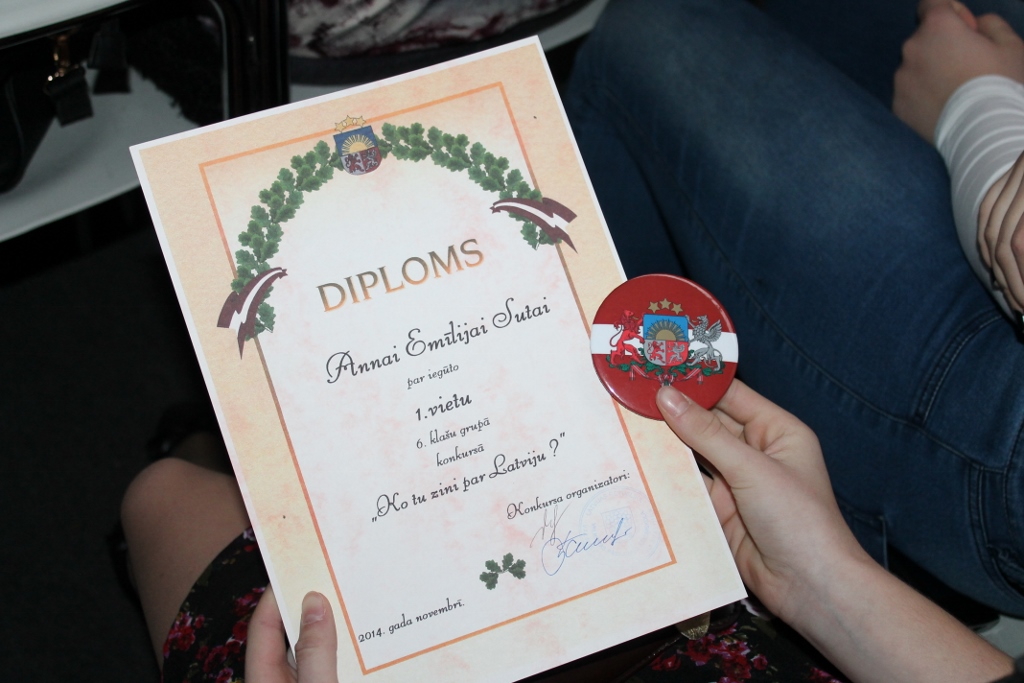 DIPLOMS
Annai Emīlijai Sutai
par iegūto
1.vietu
6. klašu grupā
konkursā
„Ko tu zini par Latviju ?”
Konkursa organizatori:
2014. gada novembrī.